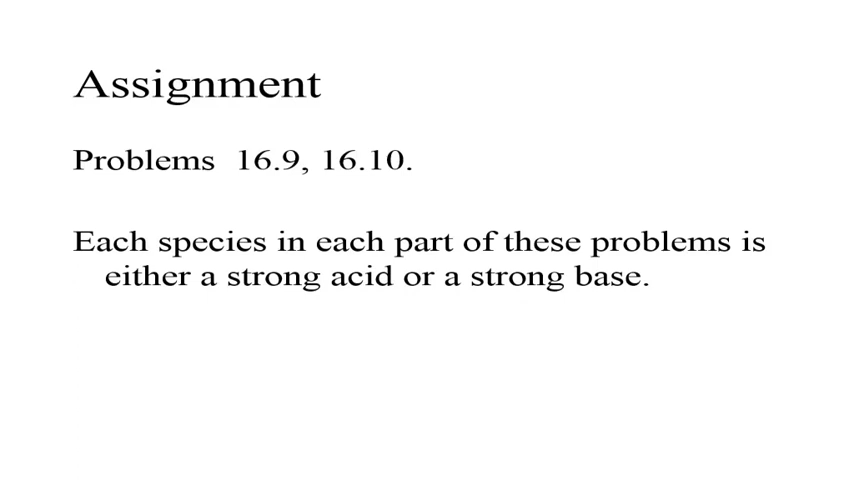 Assignment
Problems 16.9, 16.10.
Each species in each part of these problems is
either a strong acid or a strong base.